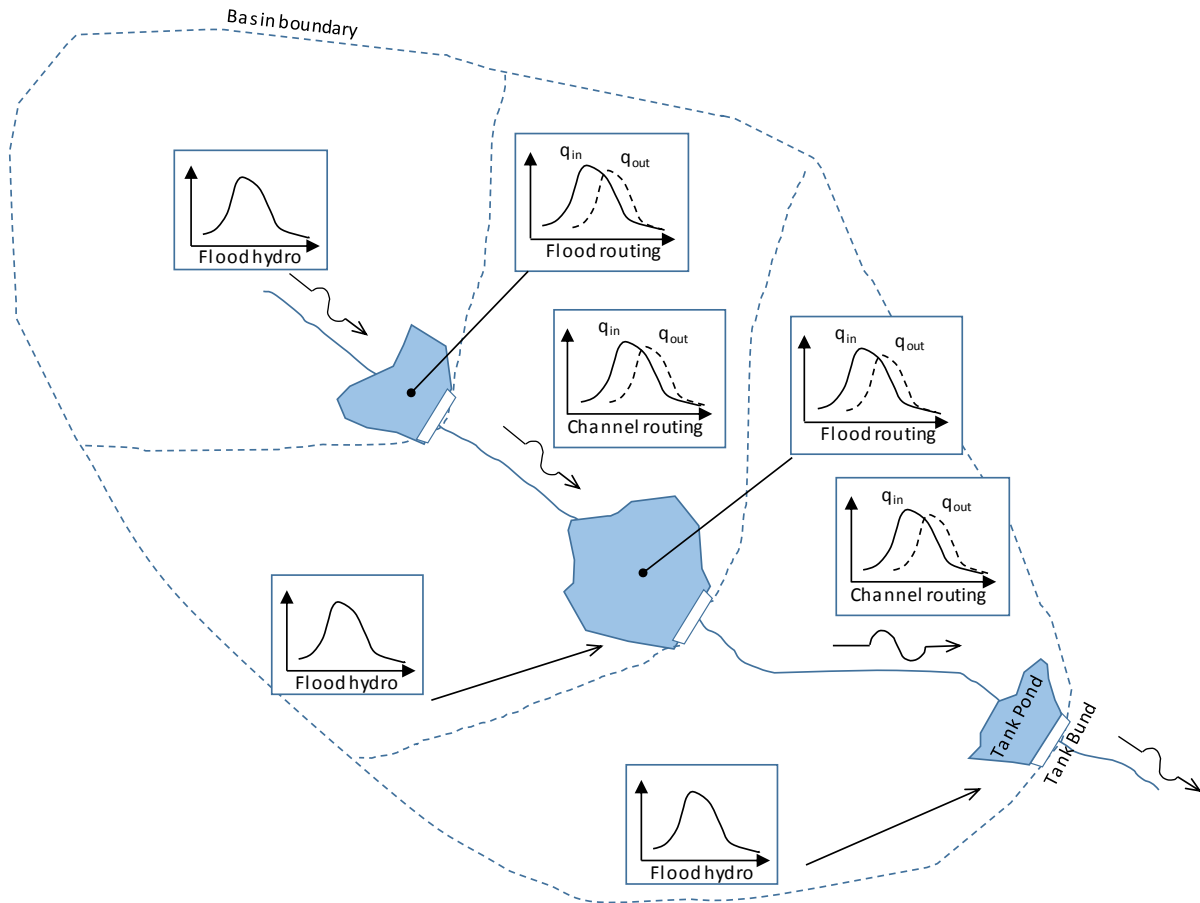 Basin boundary
qin
qout
Flood hydro
Flood routing
qin
qout
Channel routing
qin
qout
Flood routing
qin
qout
Channel routing
Flood hydro
Tank Pond
Tank Bund
Flood hydro